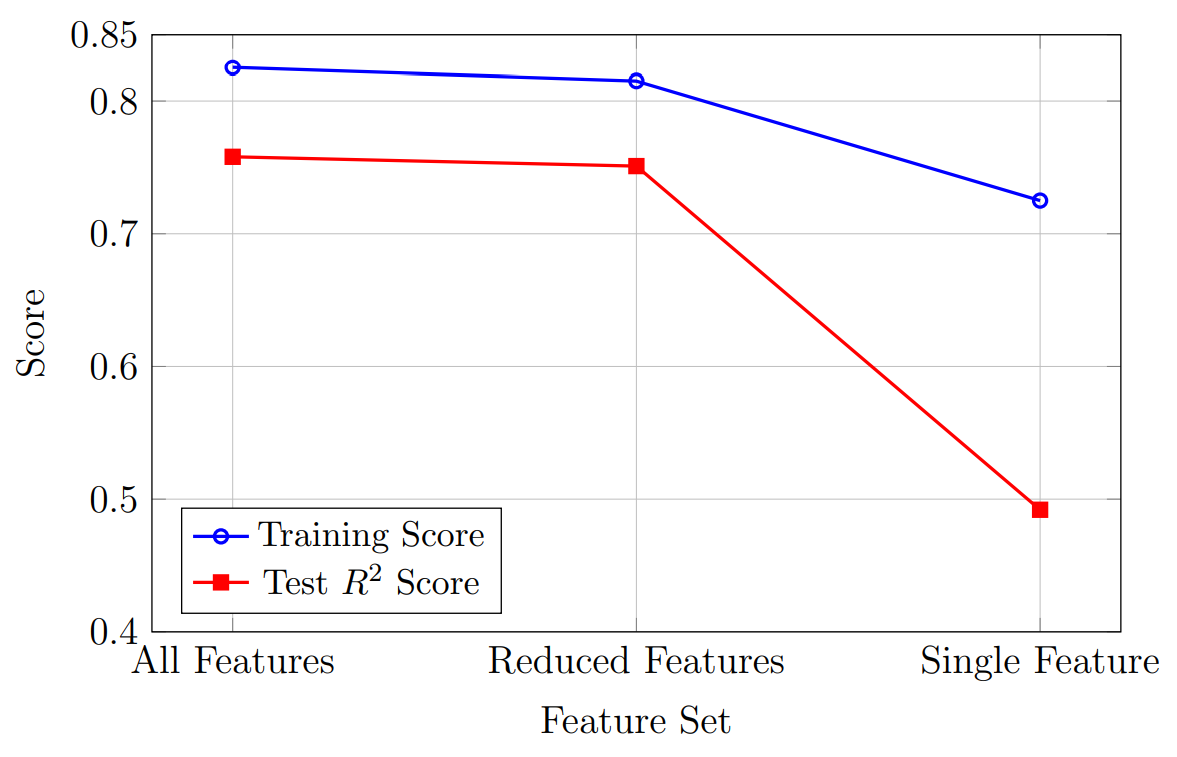 0.85
0.8
0.7
0.6
0.5
0.4
Score
Training Score
Test R² Score
All Features Reduced Features Single Feature
Feature Set